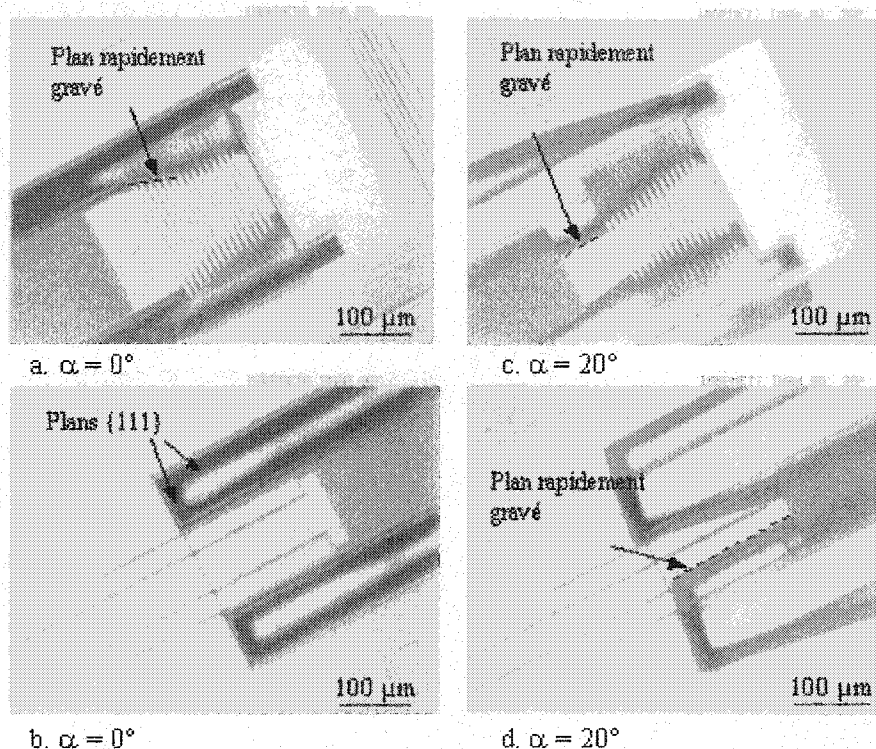 Plan rapidement
gravé
100 µm
a. α = 0°
Plan rapidement
gravé
100 µm
c. α = 20°
Plans {111}
100 µm
b. α = 0°
Plan rapidement
gravé
100 µm
d. α = 20°